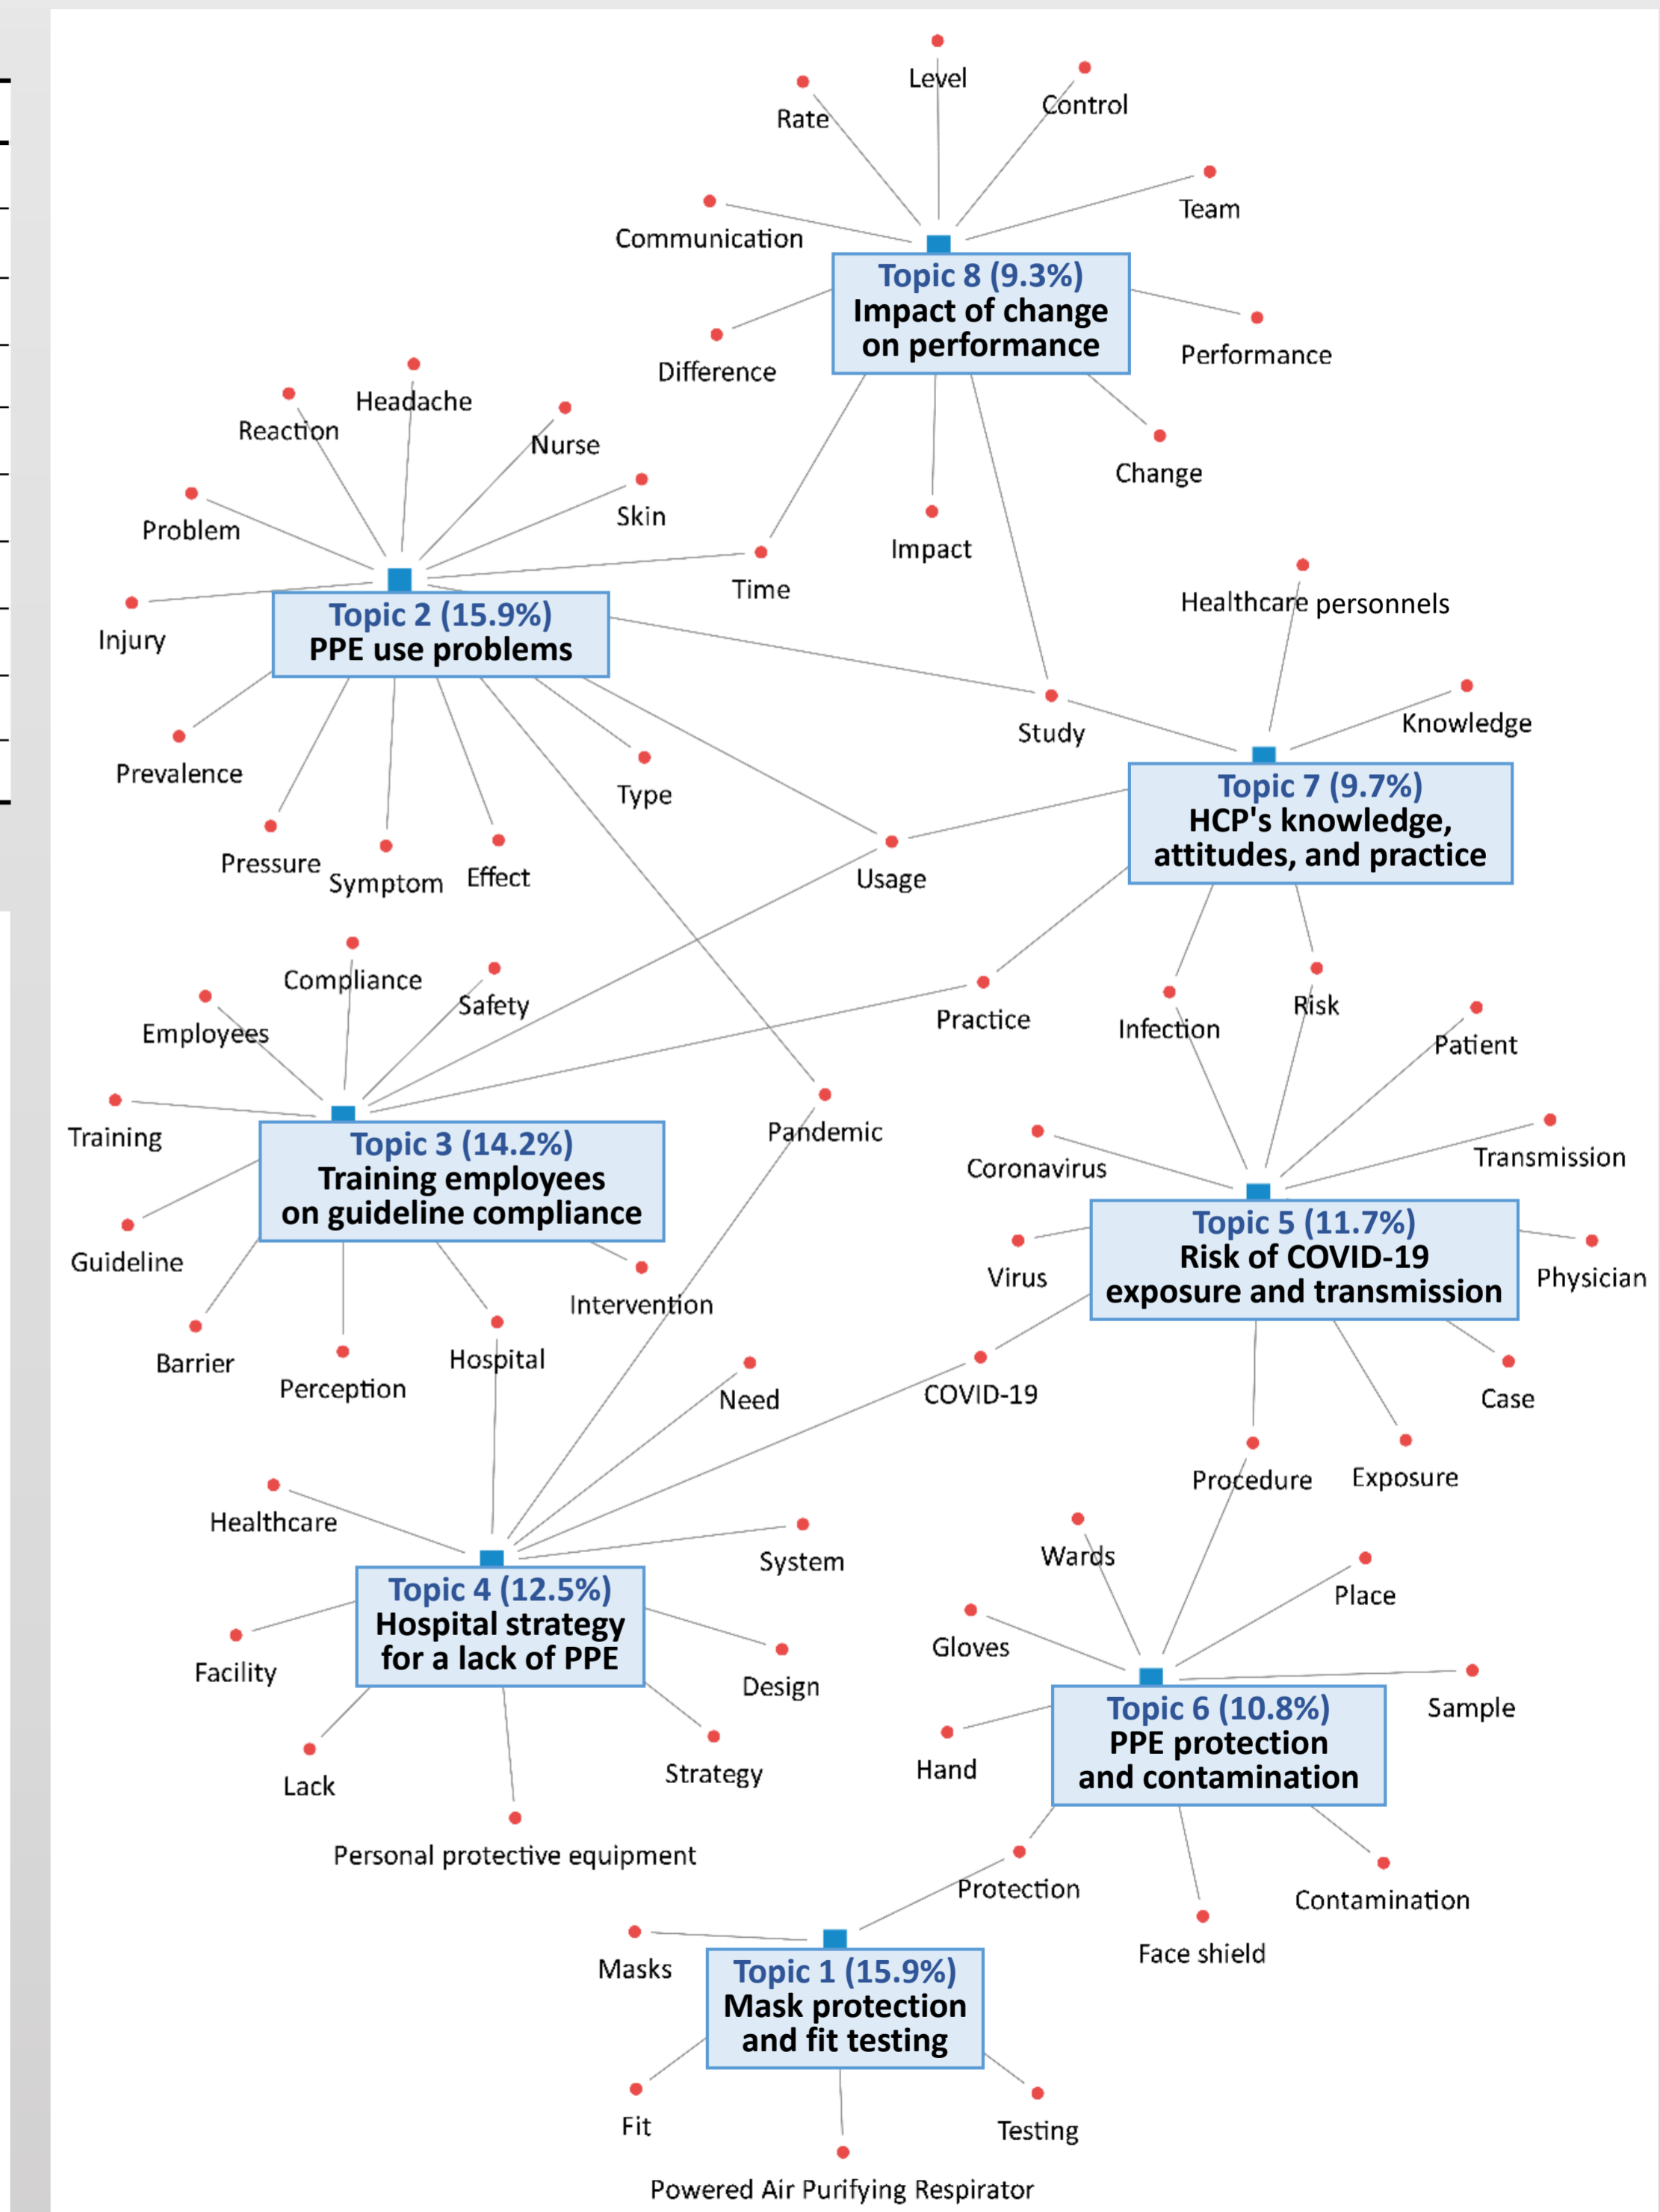 Level
Control
Rate
Team
Communication
Topic 8 (9.3%)
Impact of change
on performance
Performance
Difference
Change
Impact
Headache
Reaction
Nurse
Skin
Problem
Time
Injury
Topic 2 (15.9%)
PPE use problems
Prevalence
Pressure
Symptom
Effect
Type
Study
Healthcare personnels
Knowledge
Topic 7 (9.7%)
HCP's knowledge,
attitudes, and practice
Usage
Practice
Infection
Risk
Patient
Compliance
Safety
Employees
Training
Topic 3 (14.2%)
Training employees
on guideline compliance
Guideline
Barrier
Perception
Hospital
Intervention
Pandemic
Coronavirus
Transmission
Topic 5 (11.7%)
Risk of COVID-19
exposure and transmission
Virus
Physician
COVID-19
Case
Procedure
Exposure
Need
Healthcare
System
Topic 4 (12.5%)
Hospital strategy
for a lack of PPE
Facility
Design
Lack
Strategy
Personal protective equipment
Wards
Place
Gloves
Sample
Topic 6 (10.8%)
PPE protection
and contamination
Hand
Protection
Contamination
Face shield
Masks
Topic 1 (15.9%)
Mask protection
and fit testing
Fit
Testing
Powered Air Purifying Respirator